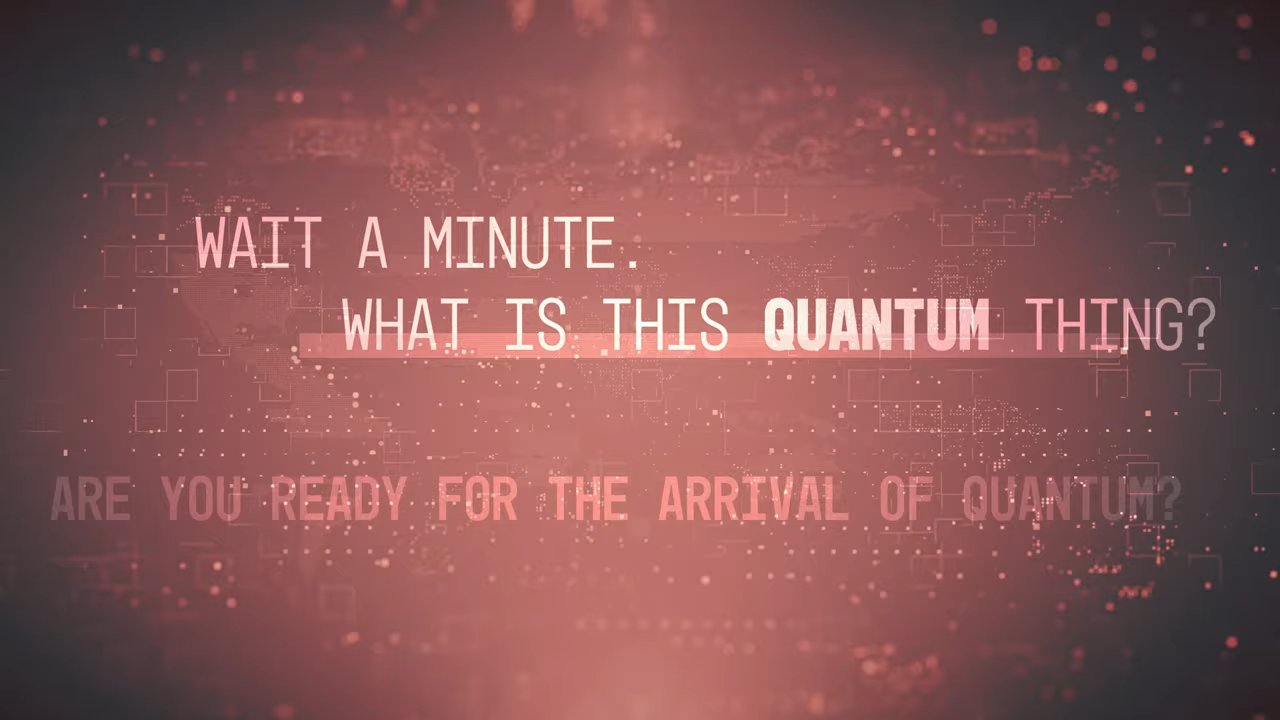 WAIT A MINUTE.
WHAT IS THIS QUANTUM THING?
ARE YOU READY FOR THE ARRIVAL OF QUANTUM?